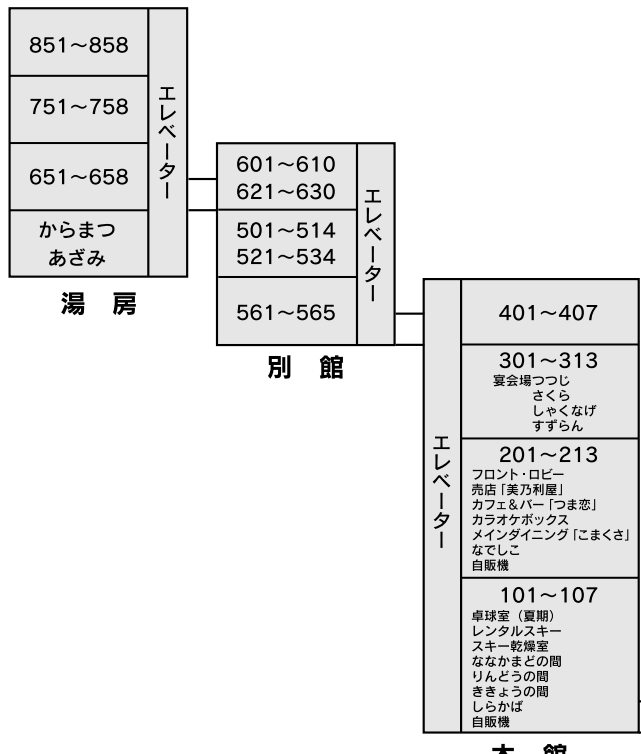 851～858
751～758
651～658
からまつ
あざみ
エレベーター
湯 房
601～610
621～630
501～514
521～534
561～565
エレベーター
別 館
エレベーター
401～407
301～313
宴会場つつじ
さくら
しゃくなげ
すずらん
201～213
フロント・ロビー
売店「美乃利屋」
カフェ＆バー「つま恋」
カラオケボックス
メインダイニング「こまくさ」
なでしこ
自販機
101～107
卓球室（夏期）
レンタルスキー
スキー乾燥室
ななかまどの間
りんどうの間
ききょうの間
しらかば
自販機
本 館